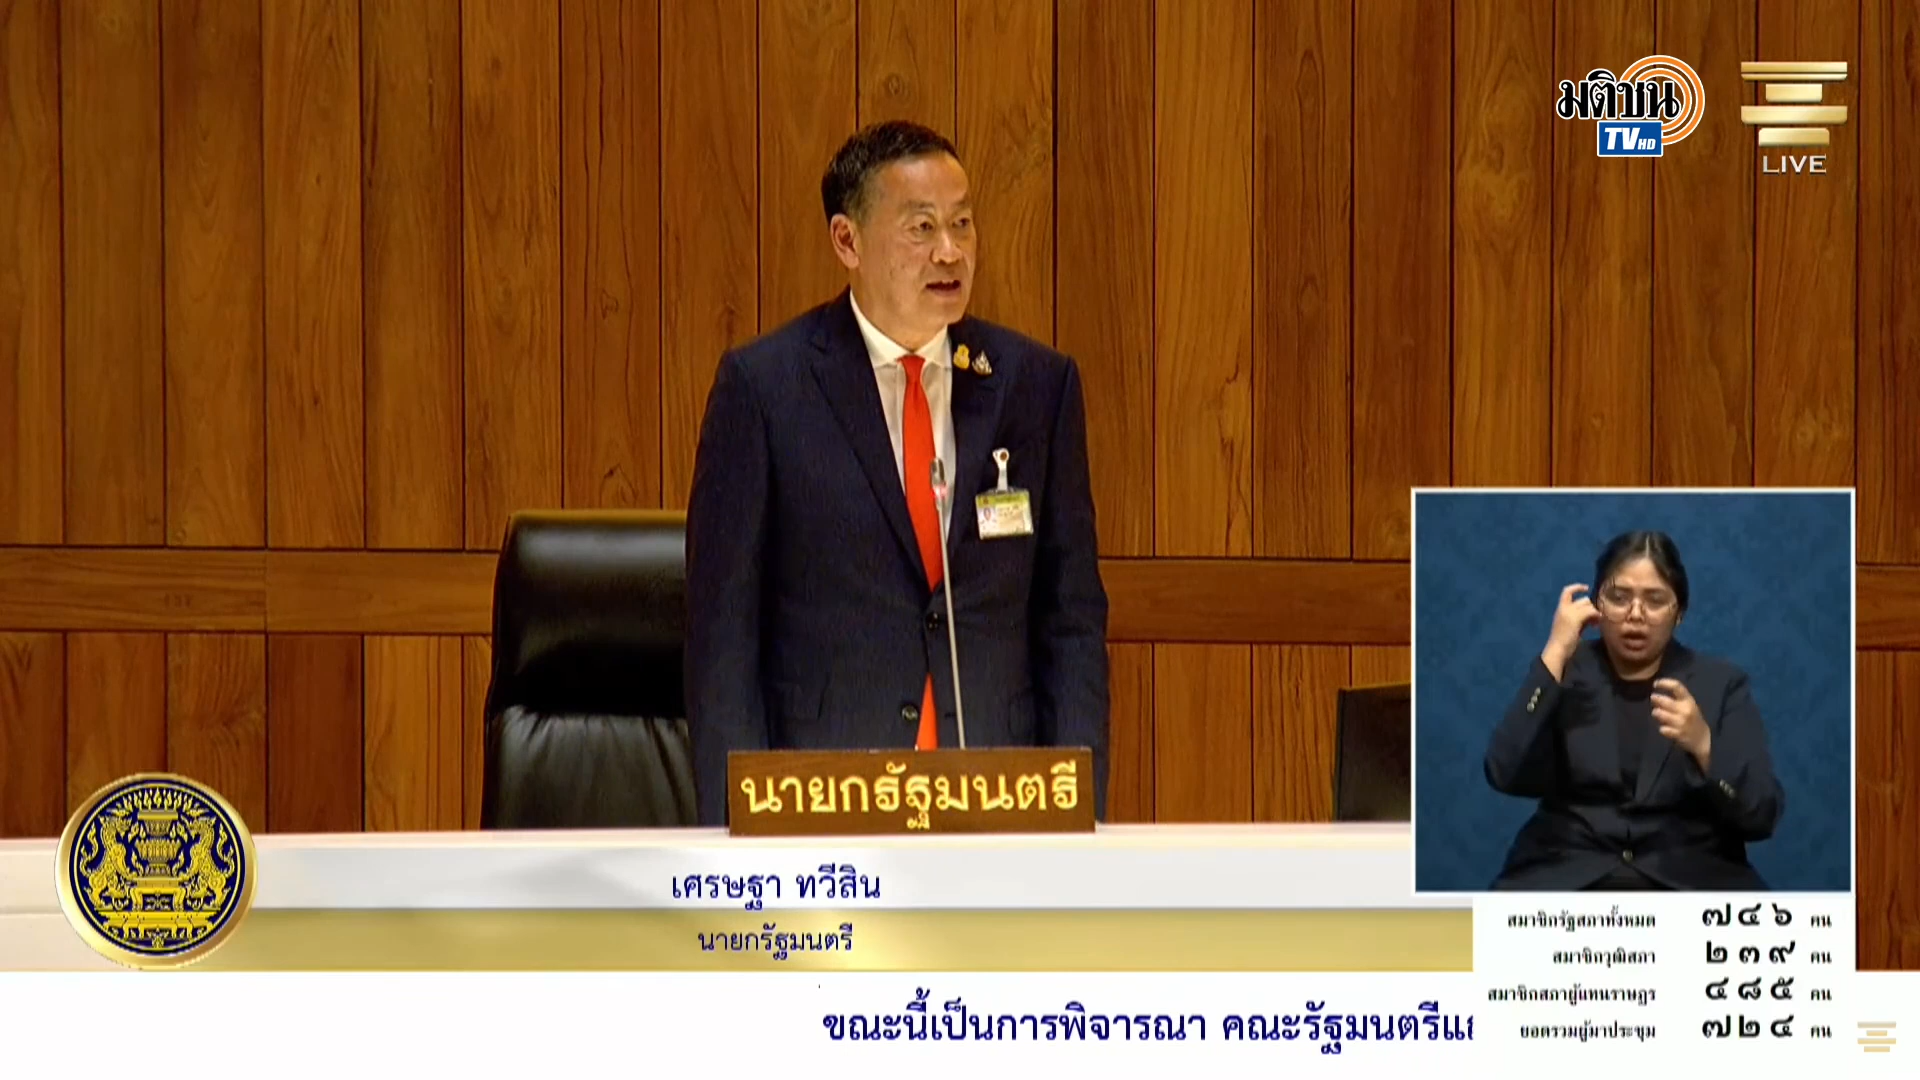 มติชน
TV HD
LIVE
นายกรัฐมนตรี
เศรษฐา ทวีสิน
นายกรัฐมนตรี
สมาชิกรัฐสภาทั้งหมด ๗๔๖ คน
สมาชิกวุฒิสภา ๒๓๙ คน
สมาชิกสภาผู้แทนราษฎร ๔๘๕ คน
ยอดรวมผู้มาประชุม ๗๒๔ คน
ขณะนี้เป็นการพิจารณา คณะรัฐมนตรีแ